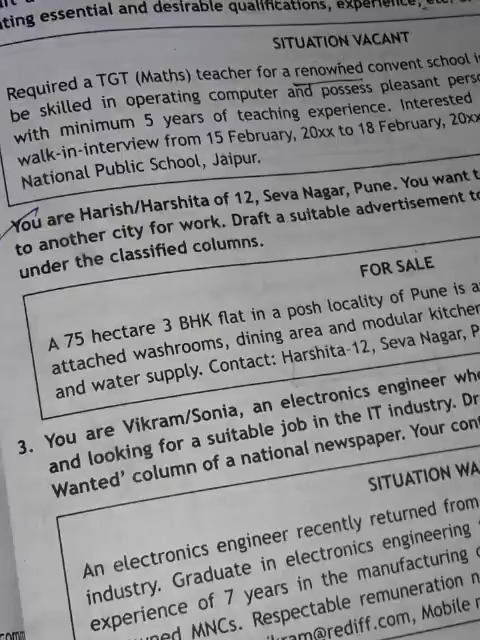 ting essential and desirable qualifications, experience,
SITUATION VACANT
Required a TGT (Maths) teacher for a renowned convent school
be skilled in operating computer and possess pleasant
with minimum 5 years of teaching experience. Interested
walk-in-interview from 15 February, 20xx to 18 February, 20xx
National Public School, Jaipur.
You are Harish/Harshita of 12, Seva Nagar, Pune. You want
to another city for work. Draft a suitable advertisement
under the classified columns.
FOR SALE
A 75 hectare 3 BHK flat in a posh locality of Pune is
attached washrooms, dining area and modular
and water supply. Contact: Harshita-12, Seva Nagar,
3. You are Vikram/Sonia, an electronics engineer
and looking for a suitable job in the IT industry.
Wanted' column of a national newspaper. Your
SITUATION
An electronics engineer recently returned from
industry. Graduate in electronics engineering
experience of 7 years in the manufacturing
MNCs. Respectable remuneration
@rediff.com, Mobile